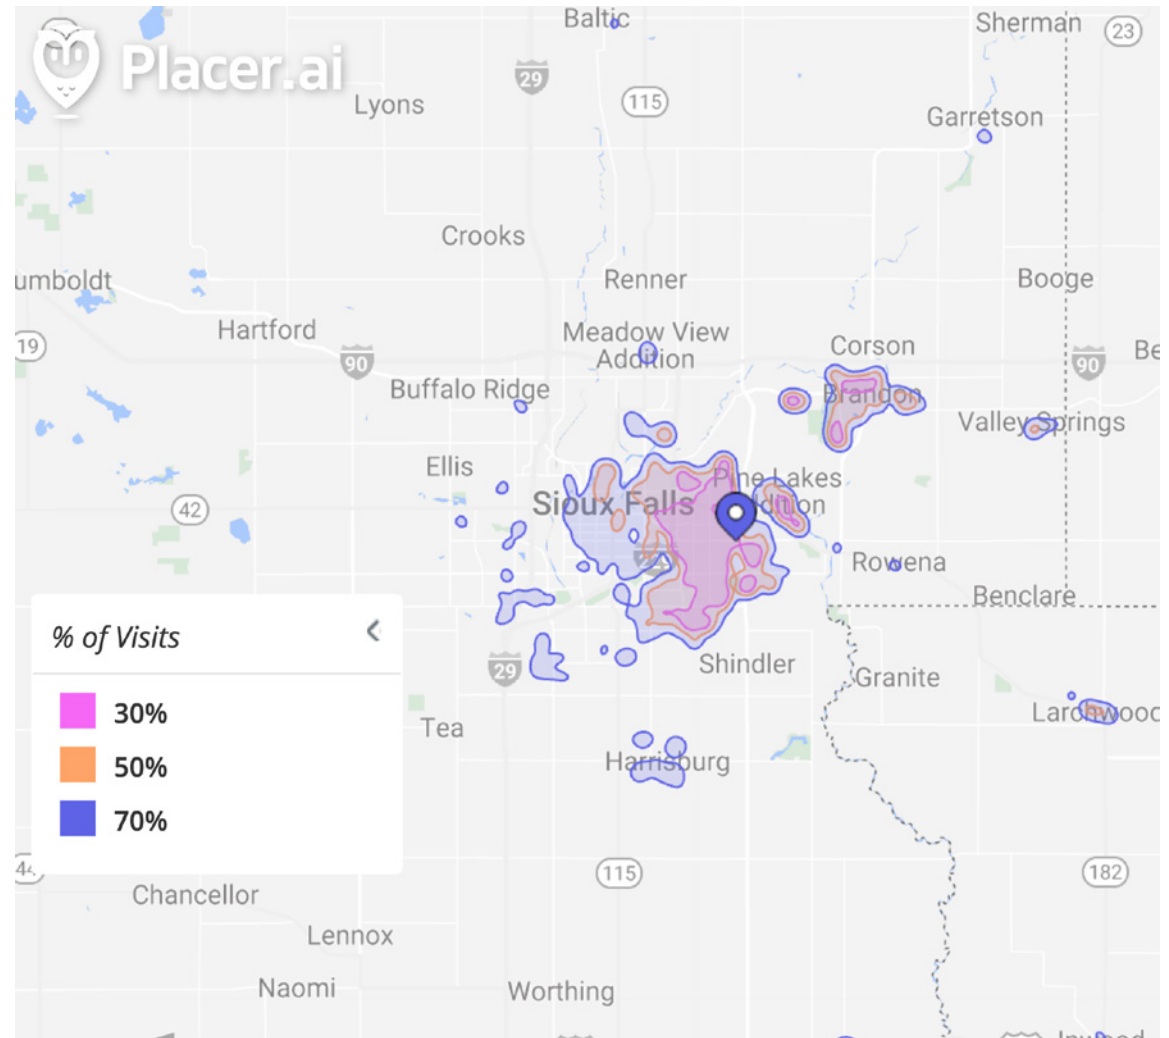 Baltic
Sherman
23
Placer.ai
29
115
Lyons
Garretson
Crooks
Renner
umboldt
Booge
Hartford
Meadow View
Addition
19
90
Corson
90
Be
Buffalo Ridge
Brandon
Valley Springs
Ellis
Pine Lakes
ddition
Sioux Falls
42
Rowena
Benclare
% of Visits
30%
50%
70%
29
Shindler
Granite
Tea
Larchwood
Harrisburg
44
115
182
Chancellor
Lennox
Naomi
Worthing